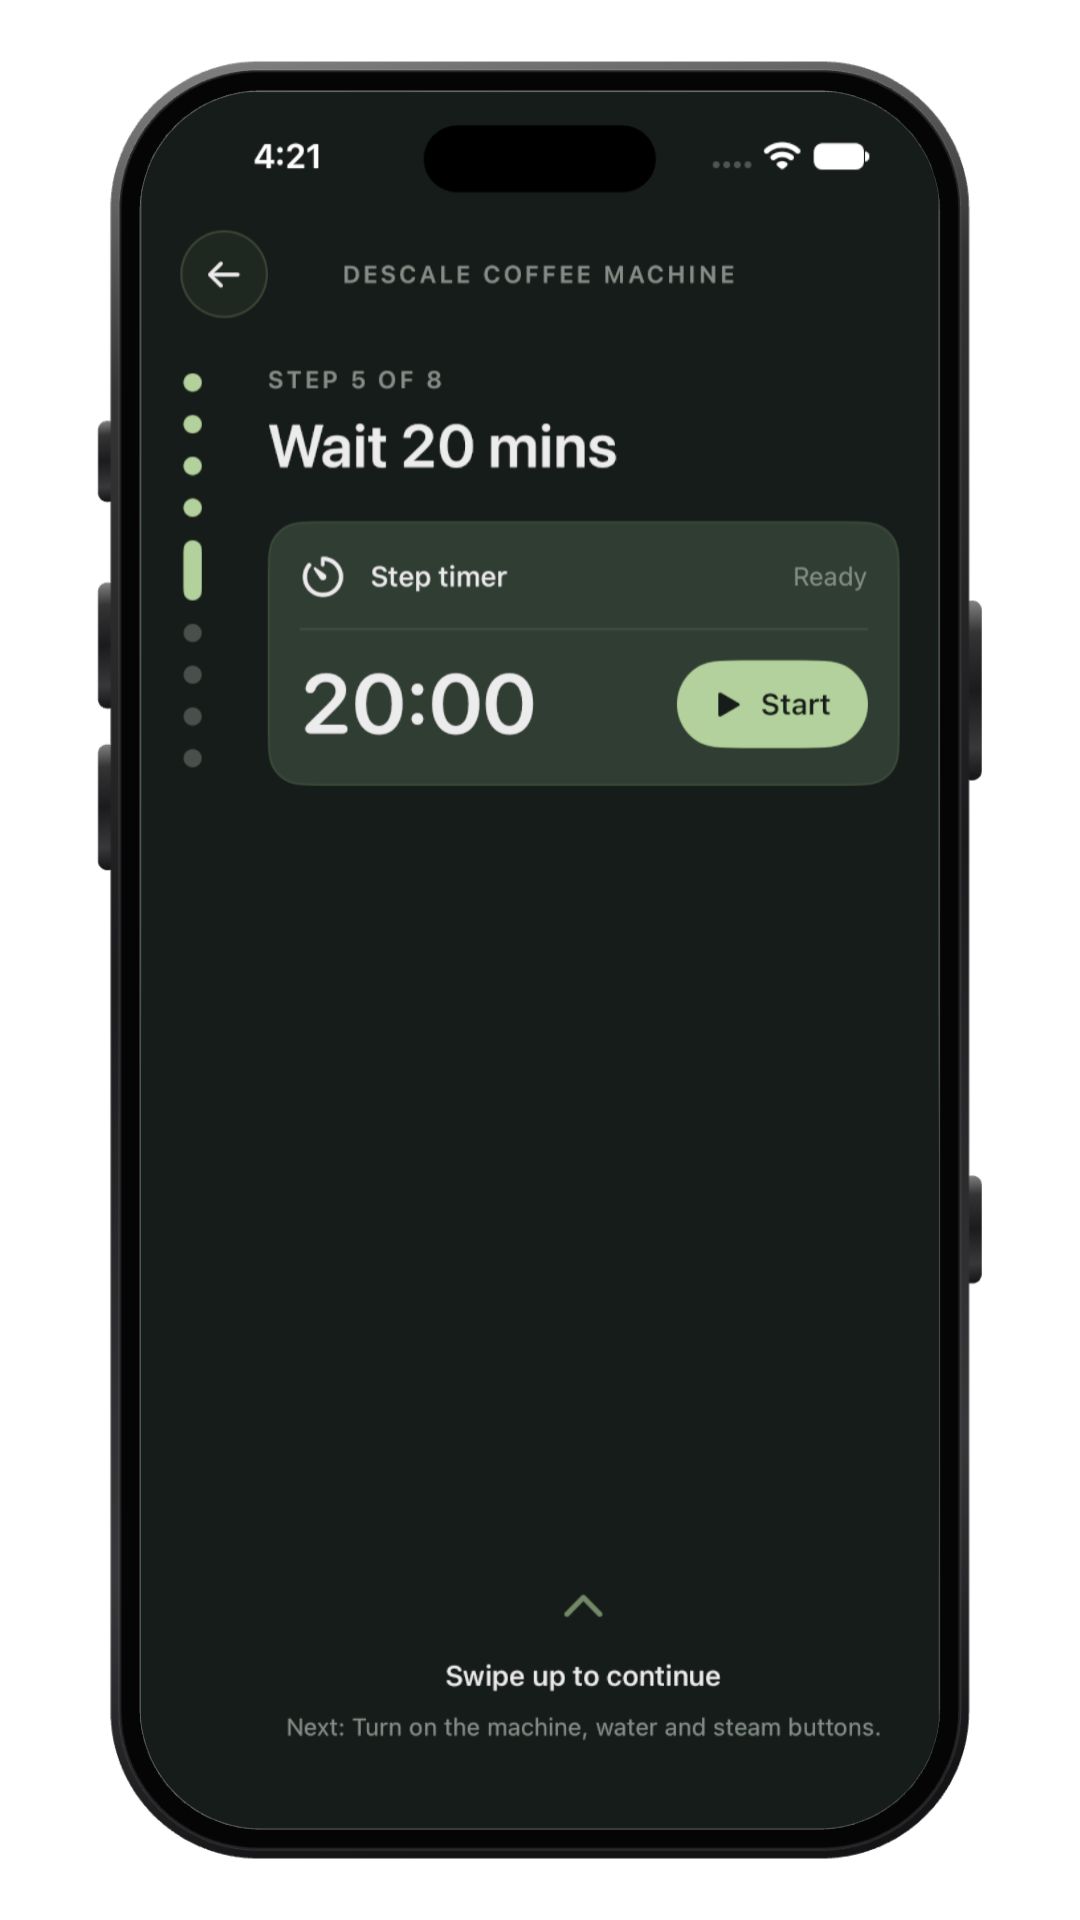 4:21
DESCALE COFFEE MACHINE
STEP 5 OF 8
Wait 20 mins
Step timer
Ready
20:00
Start
Swipe up to continue
Next: Turn on the machine, water and steam buttons.